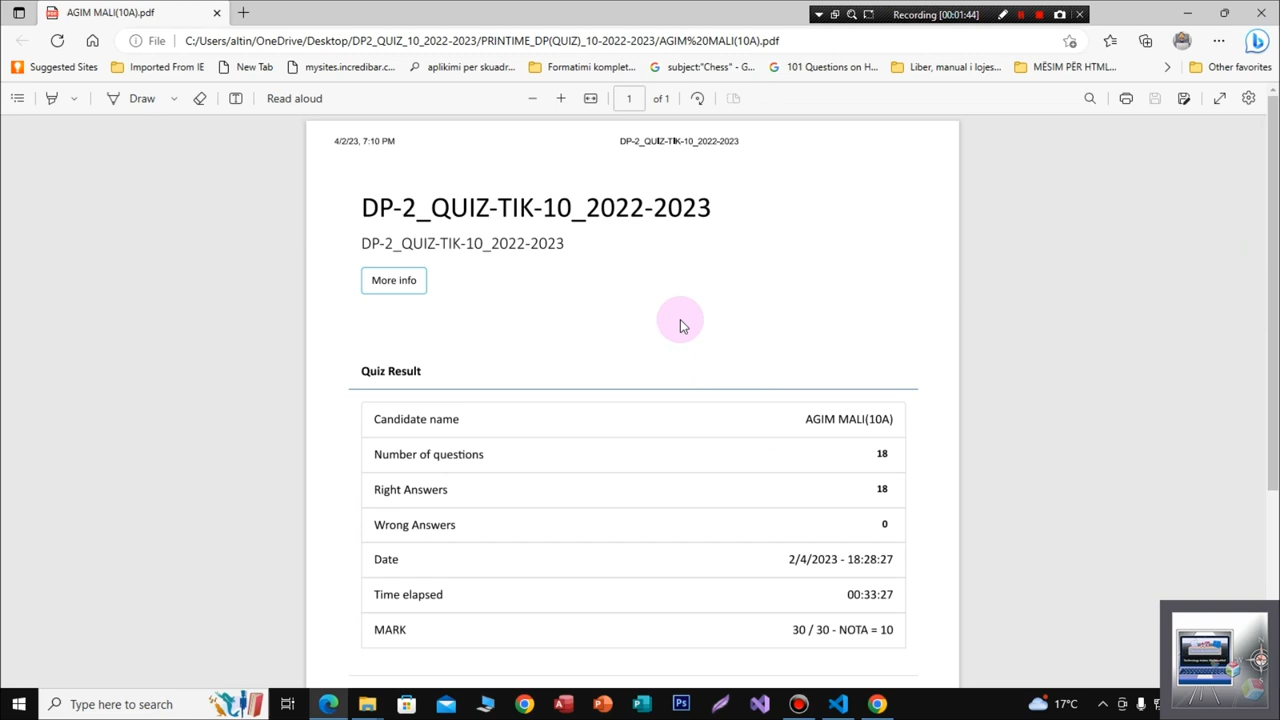 AGIM MALI(10A).pdf
Recording [00:01:44]
File
C:/Users/altin/OneDrive/Desktop/DP2_QUIZ_10_2022-2023/PRINTIME_DP(QUIZ)_10-2022-2023/AGIM%20MALI(10A).pdf
Suggested Sites
Imported From IE
New Tab
mysites.incredibar.c...
aplikimi per skuadr...
Formatimi komplet...
subject:"Chess" - G...
101 Questions on H...
Liber, manual i lojes...
MËSIM PËR HTML...
Other favorites
Draw
Read aloud
1 of 1
4/2/23, 7:10 PM
DP-2_QUIZ-TIK-10_2022-2023
DP-2_QUIZ-TIK-10_2022-2023
DP-2_QUIZ-TIK-10_2022-2023
More info
Quiz Result
Candidate name AGIM MALI(10A)
Number of questions 18
Right Answers 18
Wrong Answers 0
Date 2/4/2023 - 18:28:27
Time elapsed 00:33:27
MARK 30 / 30 - NOTA = 10
Type here to search
17°C